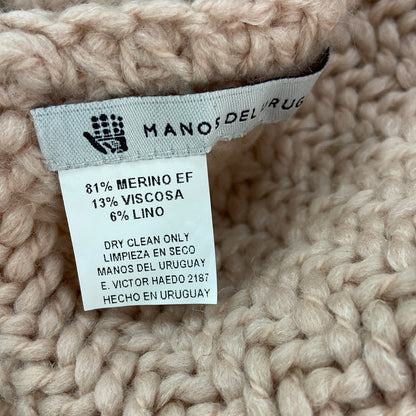 MANOS DEL URUG
81% MERINO EF
13% VISCOSA
6% LINO
DRY CLEAN ONLY
LIMPIEZA EN SECO
MANOS DEL URUGUAY
E. VICTOR HAEDO 2187
HECHO EN URUGUAY